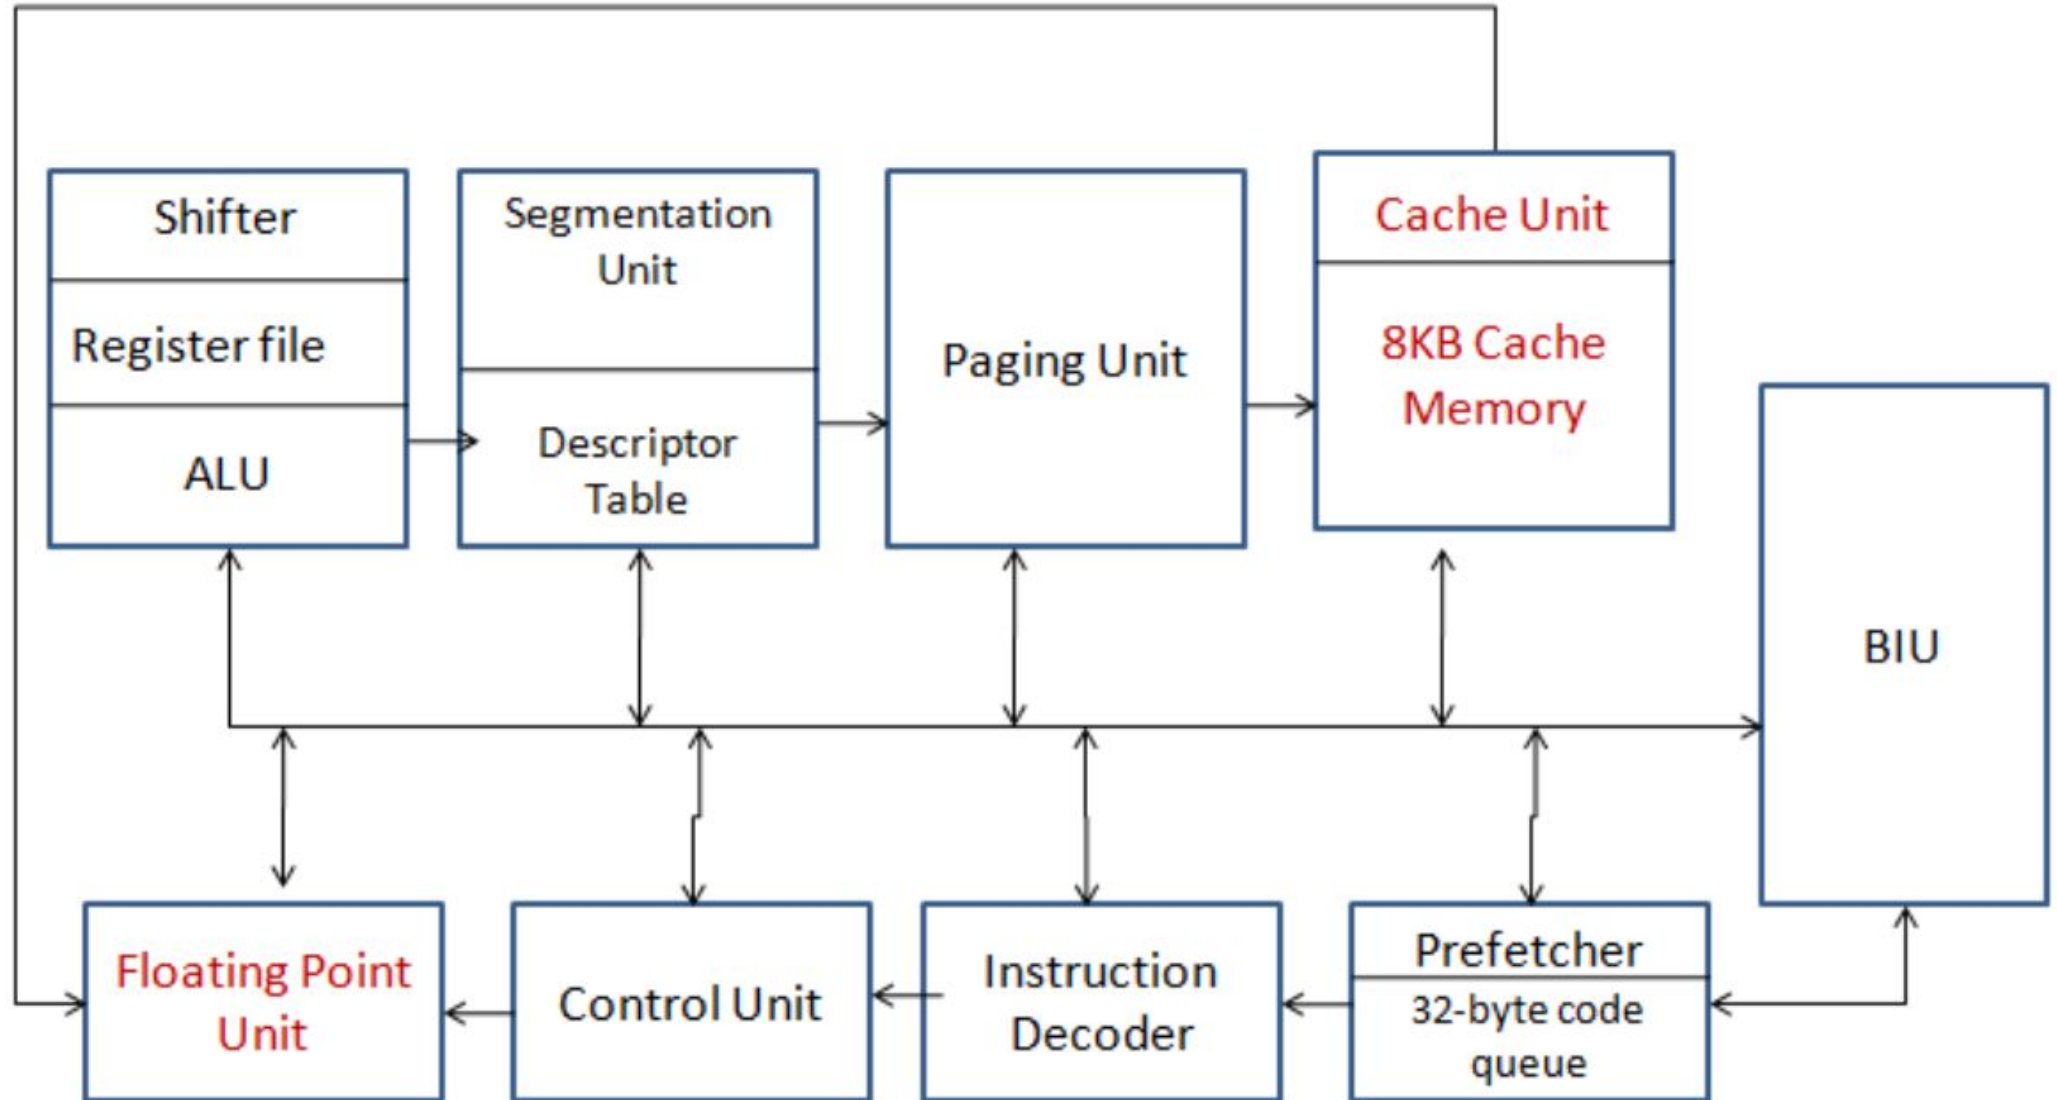 Shifter
Register file
ALU
Segmentation
Unit
Descriptor
Table
Paging Unit
Cache Unit
8KB Cache
Memory
BIU
Floating Point
Unit
Control Unit
Instruction
Decoder
Prefetcher
32-byte code
queue